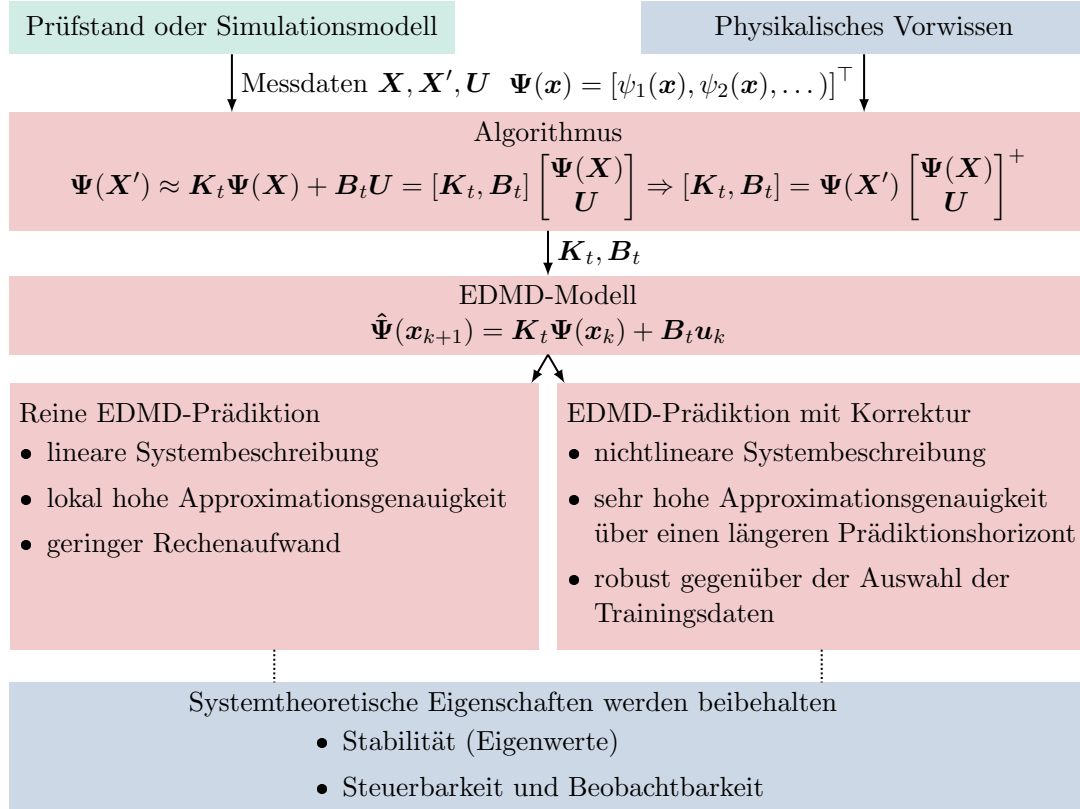 Prüfstand oder Simulationsmodell
Physikalisches Vorwissen
Messdaten X, X′, U Ψ(x) = [ψ₁(x), ψ₂(x), . . . )]⊤
Algorithmus
Ψ(X′) ≈ KₜΨ(X) + BₜU = [Kₜ, Bₜ] [Ψ(X) U] ⇒ [Kₜ, Bₜ] = Ψ(X′) [Ψ(X) U]⁺
Kₜ, Bₜ
EDMD-Modell
Ψ̂(xₖ₊₁) = KₜΨ(xₖ) + Bₜuₖ
Reine EDMD-Prädiktion
• lineare Systembeschreibung
• lokal hohe Approximationsgenauigkeit
• geringer Rechenaufwand
EDMD-Prädiktion mit Korrektur
• nichtlineare Systembeschreibung
• sehr hohe Approximationsgenauigkeit
über einen längeren Prädiktionshorizont
• robust gegenüber der Auswahl der
Trainingsdaten
Systemtheoretische Eigenschaften werden beibehalten
• Stabilität (Eigenwerte)
• Steuerbarkeit und Beobachtbarkeit